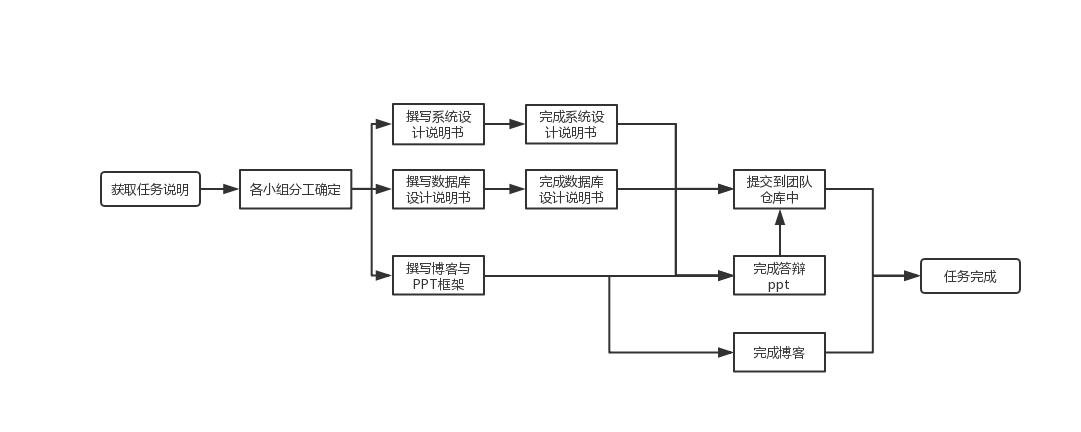 获取任务说明
各小组分工确定
撰写系统设
计说明书
完成系统设
计说明书
撰写数据库
设计说明书
完成数据库
设计说明书
提交到团队
仓库中
撰写博客与
PPT框架
完成答辩
ppt
完成博客
任务完成